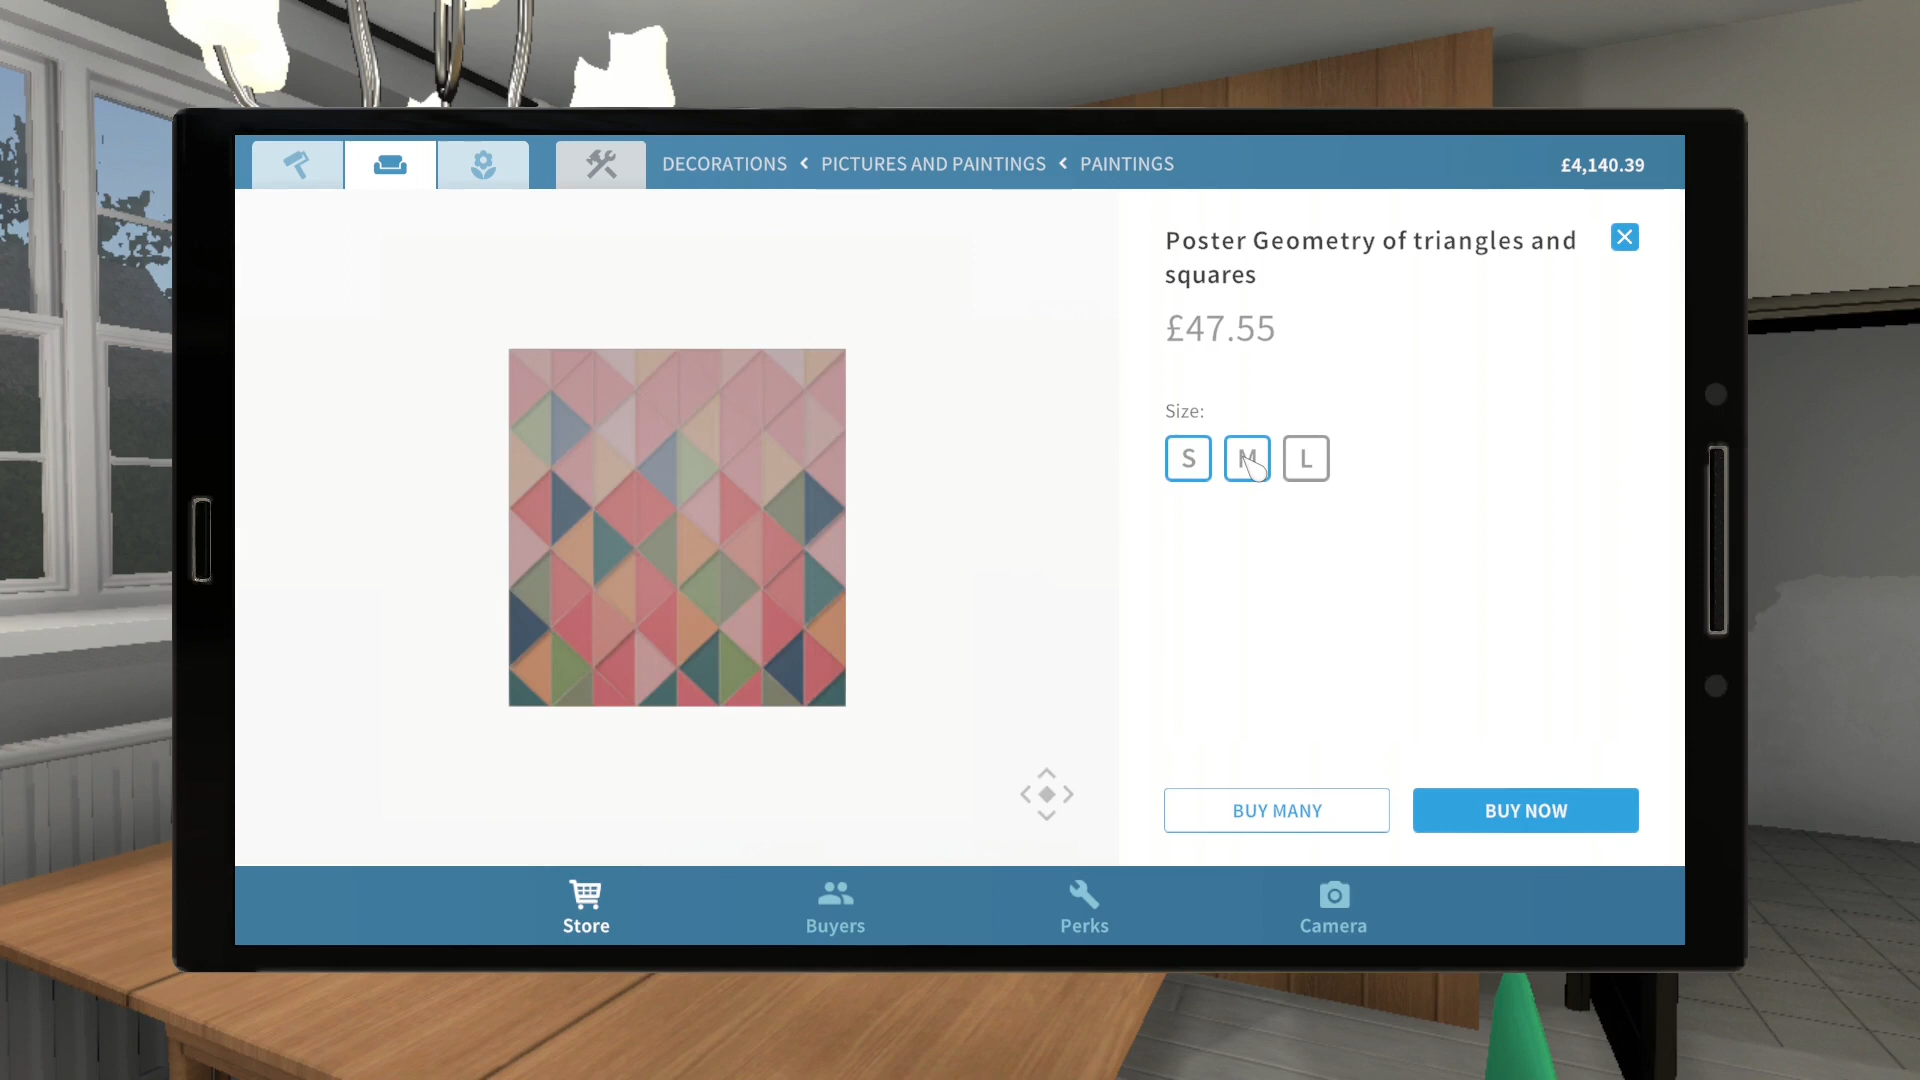 DECORATIONS < PICTURES AND PAINTINGS < PAINTINGS
£4,140.39
Poster Geometry of triangles and
squares
£47.55
Size:
S M L
BUY MANY BUY NOW
Store Buyers Perks Camera